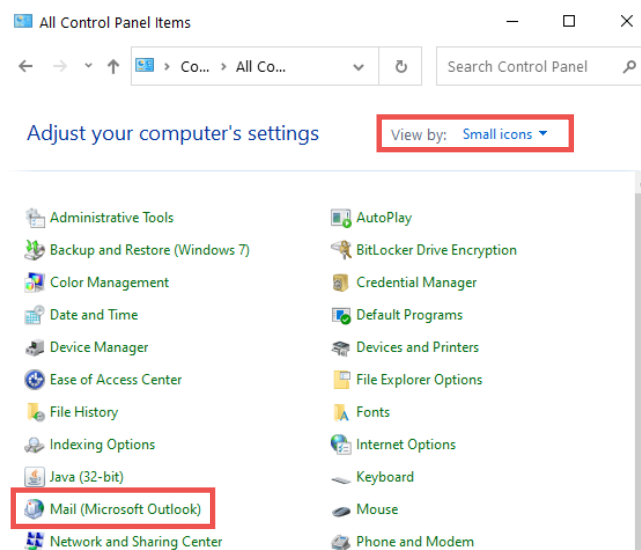 All Control Panel Items
Co... > All Co...
Search Control Panel
Adjust your computer's settings
View by: Small icons
Administrative Tools
AutoPlay
Backup and Restore (Windows 7)
BitLocker Drive Encryption
Color Management
Credential Manager
Date and Time
Default Programs
Device Manager
Devices and Printers
Ease of Access Center
File Explorer Options
File History
Fonts
Indexing Options
Internet Options
Java (32-bit)
Keyboard
Mail (Microsoft Outlook)
Mouse
Network and Sharing Center
Phone and Modem